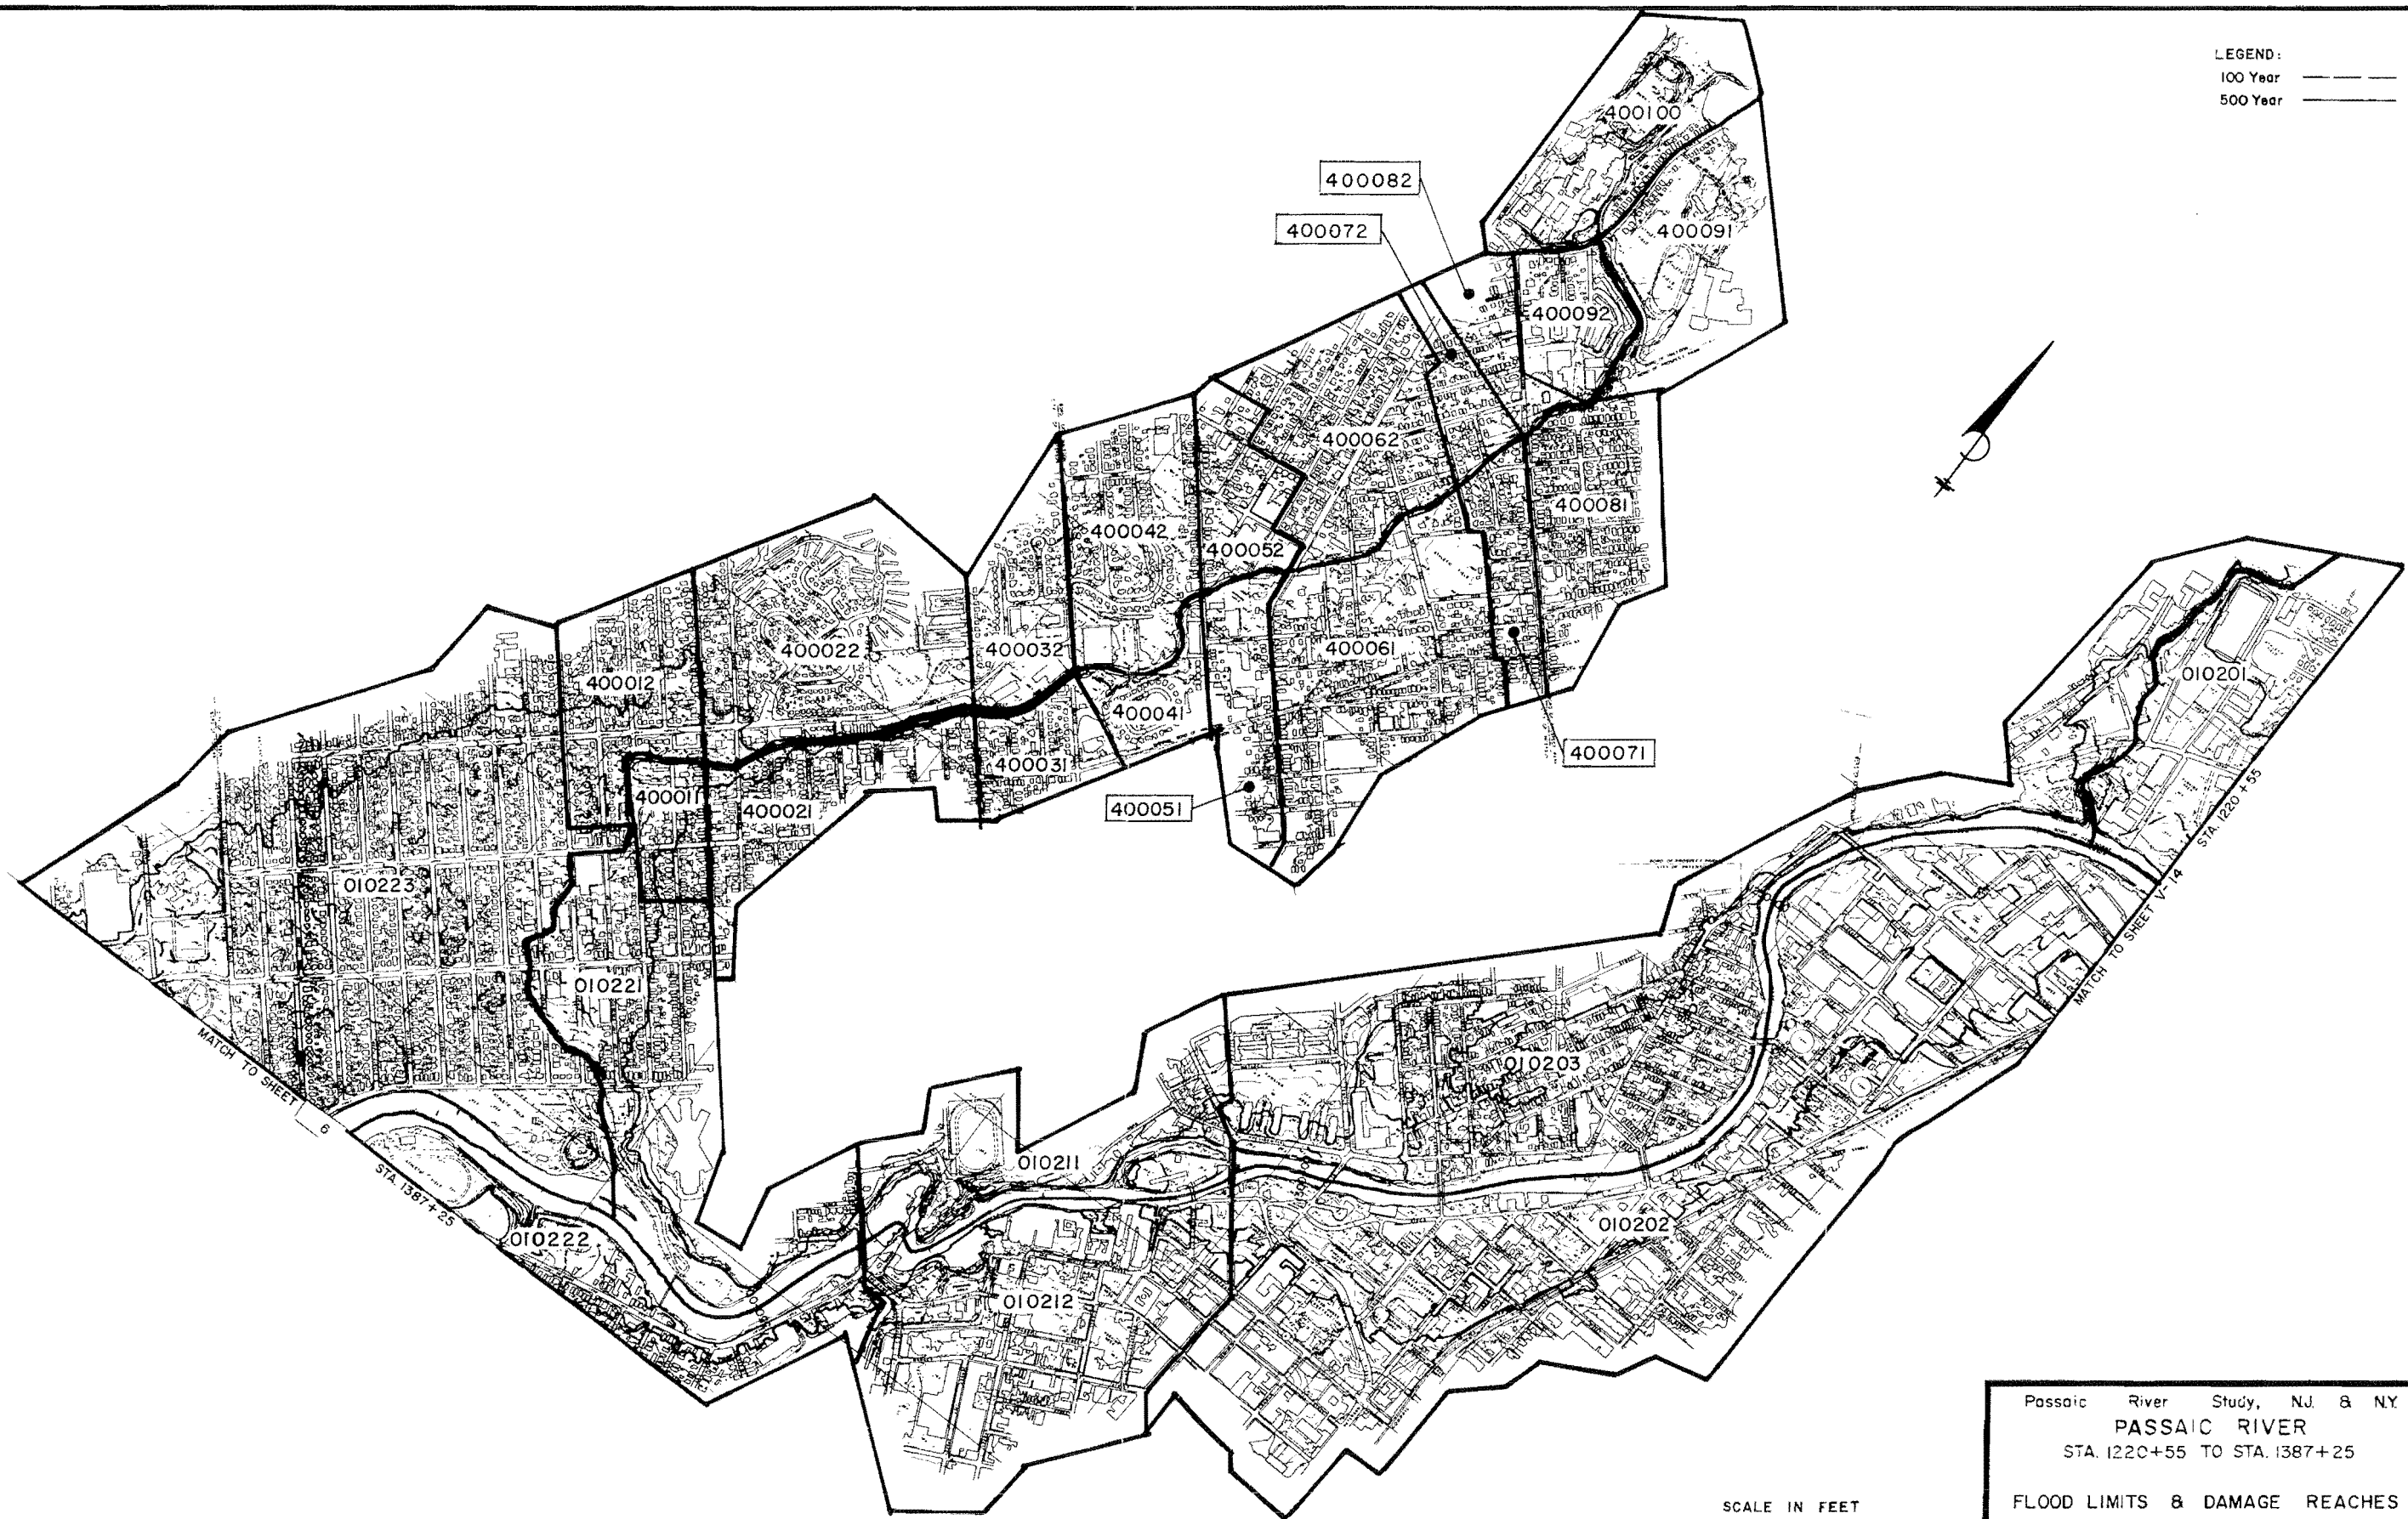 LEGEND:
100 Year
500 Year
400100
400082
400072
400091
400092
400062
400081
400042
400052
400022
400032
400061
010201
400012
400041
400031
400071
400011
400021
400051
STA. 1220+55
010223
MATCH TO SHEET V-14
010221
MATCH TO SHEET
6
010203
STA. 1387+25
010211
010222
010202
010212
Passaic River Study, N.J. & N.Y.
PASSAIC RIVER
STA. 1220+55 TO STA. 1387+25
FLOOD LIMITS & DAMAGE REACHES
SCALE IN FEET